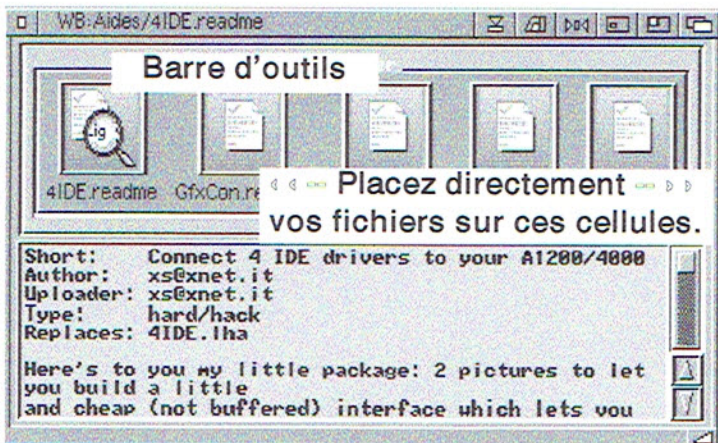 WB:Aides/4IDE.readme
Barre d'outils
Lig
4IDE.readme GfxCon.re
Placez directement
vos fichiers sur ces cellules.
Short: Connect 4 IDE drivers to your A1200/4000
Author: xs@xnet.it
Uploader: xs@xnet.it
Type: hard/hack
Replaces: 4IDE.lha
Here's to you my little package: 2 pictures to let
you build a little
and cheap (not buffered) interface which lets you